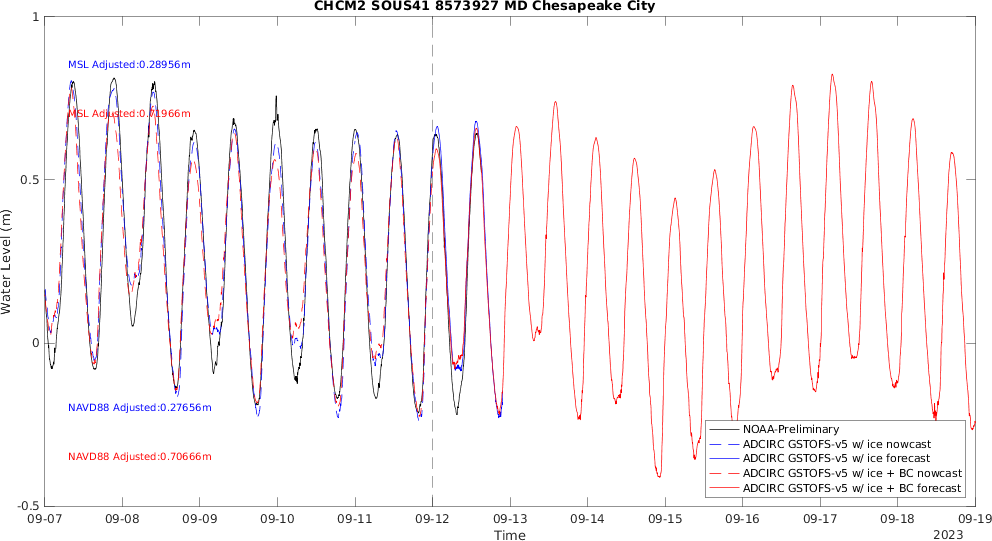 CHCM2 SOUS41 8573927 MD Chesapeake City
1
0.5
0
-0.5
Water Level (m)
MSL Adjusted:0.28956m
MSL Adjusted:0.71966m
NAVD88 Adjusted:0.27656m
NAVD88 Adjusted:0.70666m
NOAA-Preliminary
ADCIRC GSTOFS-v5 w/ ice nowcast
ADCIRC GSTOFS-v5 w/ ice forecast
ADCIRC GSTOFS-v5 w/ ice + BC nowcast
ADCIRC GSTOFS-v5 w/ ice + BC forecast
09-07 09-08 09-09 09-10 09-11 09-12 09-13 09-14 09-15 09-16 09-17 09-18 09-19
Time
2023